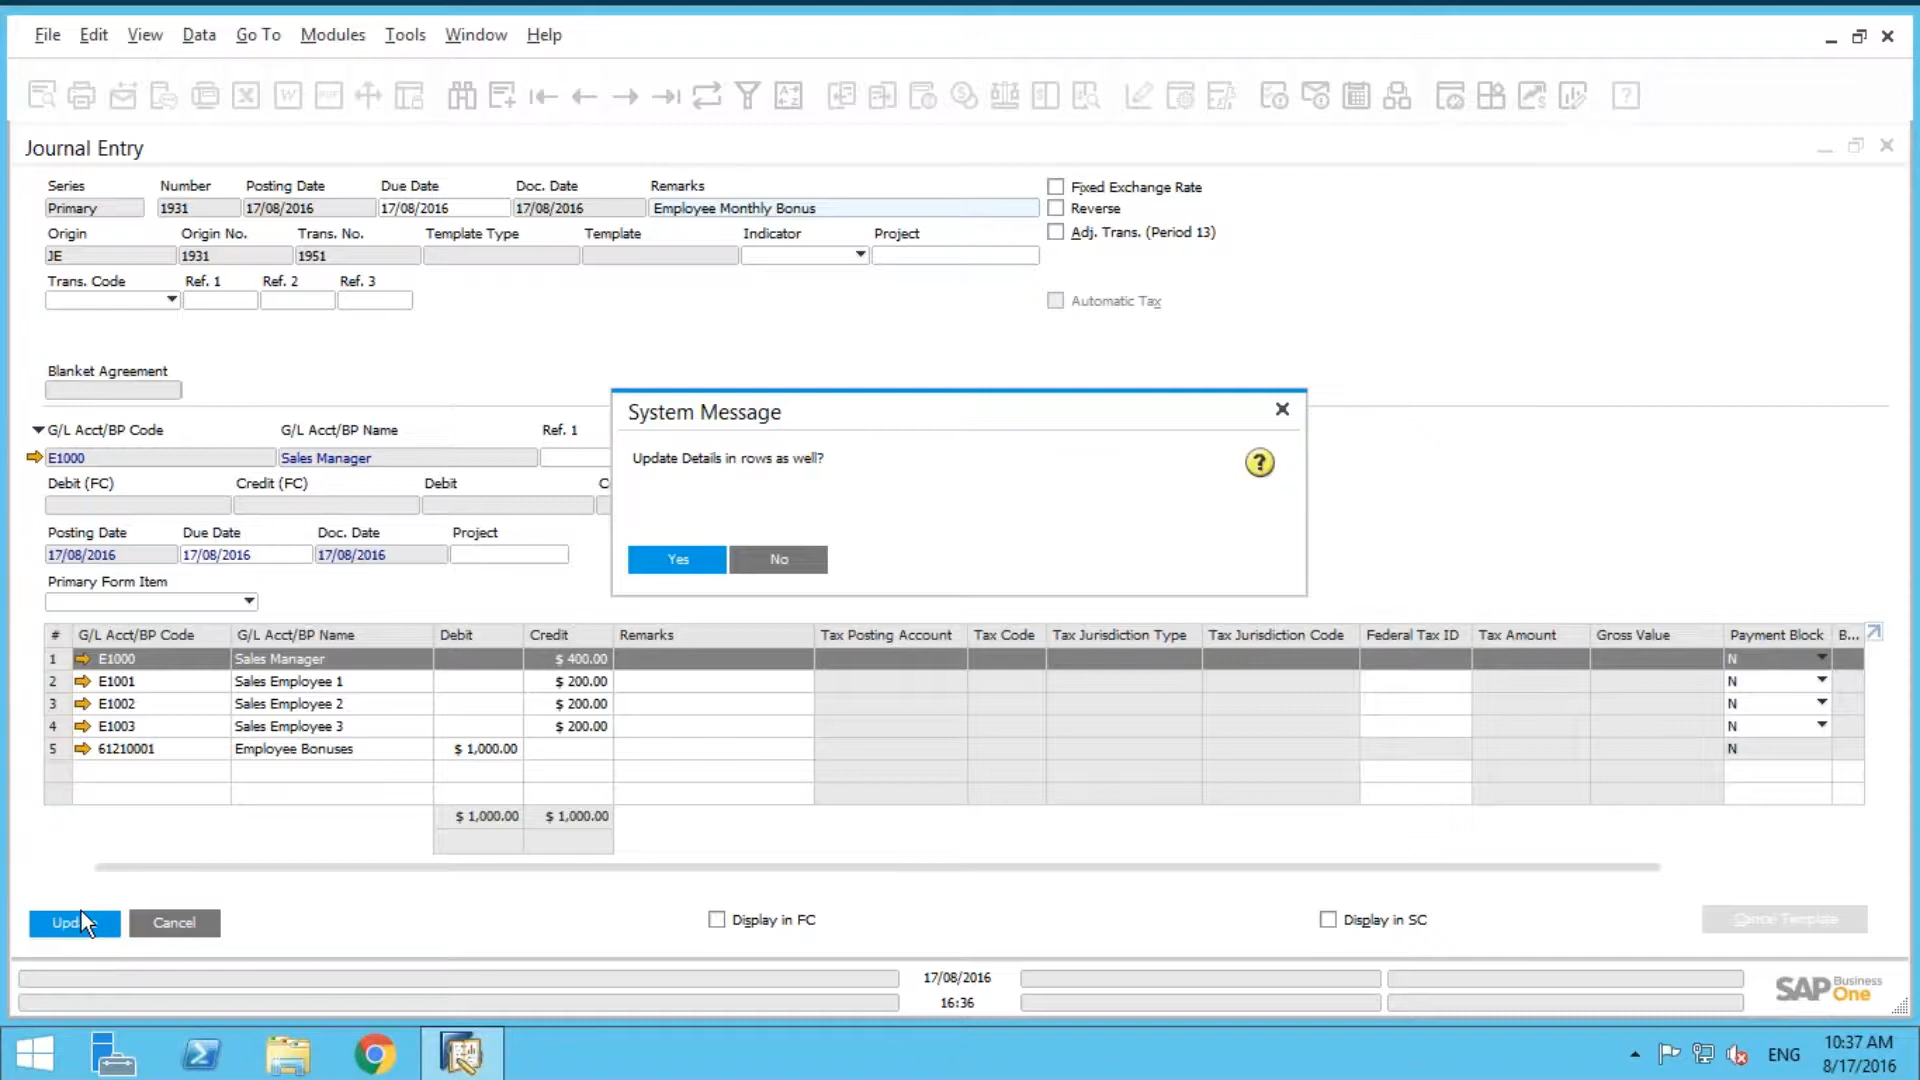 File Edit View Data Go To Modules Tools Window Help
Journal Entry
Series Number Posting Date Due Date Doc. Date Remarks
Primary 1931 17/08/2016 17/08/2016 17/08/2016 Employee Monthly Bonus
Fixed Exchange Rate
Reverse
Adj. Trans. (Period 13)
Origin Origin No. Trans. No. Template Type Template Indicator Project
JE 1931 1951
Trans. Code Ref. 1 Ref. 2 Ref. 3
Automatic Tax
Blanket Agreement
G/L Acct/BP Code G/L Acct/BP Name Ref. 1
E1000 Sales Manager
Debit (FC) Credit (FC) Debit C
Posting Date Due Date Doc. Date Project
17/08/2016 17/08/2016 17/08/2016
Primary Form Item
System Message
Update Details in rows as well?
?
Yes No
# G/L Acct/BP Code G/L Acct/BP Name Debit Credit Remarks Tax Posting Account Tax Code Tax Jurisdiction Type Tax Jurisdiction Code Federal Tax ID Tax Amount Gross Value Payment Block B...
1 E1000 Sales Manager $ 400.00 N
2 E1001 Sales Employee 1 $ 200.00 N
3 E1002 Sales Employee 2 $ 200.00 N
4 E1003 Sales Employee 3 $ 200.00 N
5 61210001 Employee Bonuses $ 1,000.00 N
$ 1,000.00 $ 1,000.00
Cancel Display in FC Display in SC Cancel Template
17/08/2016
16:36
SAP Business One
ENG
10:37 AM
8/17/2016